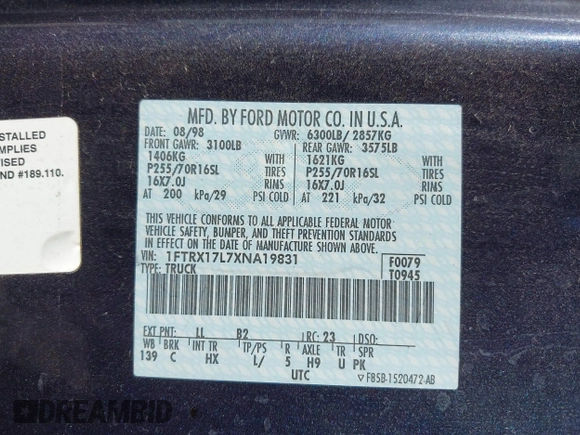 STALLED
MPLIES
ISED
ND #189.110.
MFD. BY FORD MOTOR CO. IN U.S.A.
DATE: 08/98 GVWR: 6300LB/ 2857KG
FRONT GAWR: 3100LB REAR GAWR: 3575LB
1406KG WITH 1621KG WITH
P255/70R16SL TIRES P255/70R16SL TIRES
16X7.0J RIMS 16X7.0J RIMS
AT 200 kPa/29 PSI COLD AT 221 kPa/32 PSI COLD
THIS VEHICLE CONFORMS TO ALL APPLICABLE FEDERAL MOTOR
VEHICLE SAFETY, BUMPER, AND THEFT PREVENTION STANDARDS
IN EFFECT ON THE DATE OF MANUFACTURE SHOWN ABOVE.
VIN: 1FTRX17L7XNA19831 F0079
TYPE: TRUCK T0945
EXT PNT: LL B2 RC: 23 DSO:
WB BRK INT TR TP/PS R AXLE TR SPR
139 C HX L/ 5 H9 U PK
UTC F85B-1520472-AB
DREAMBID